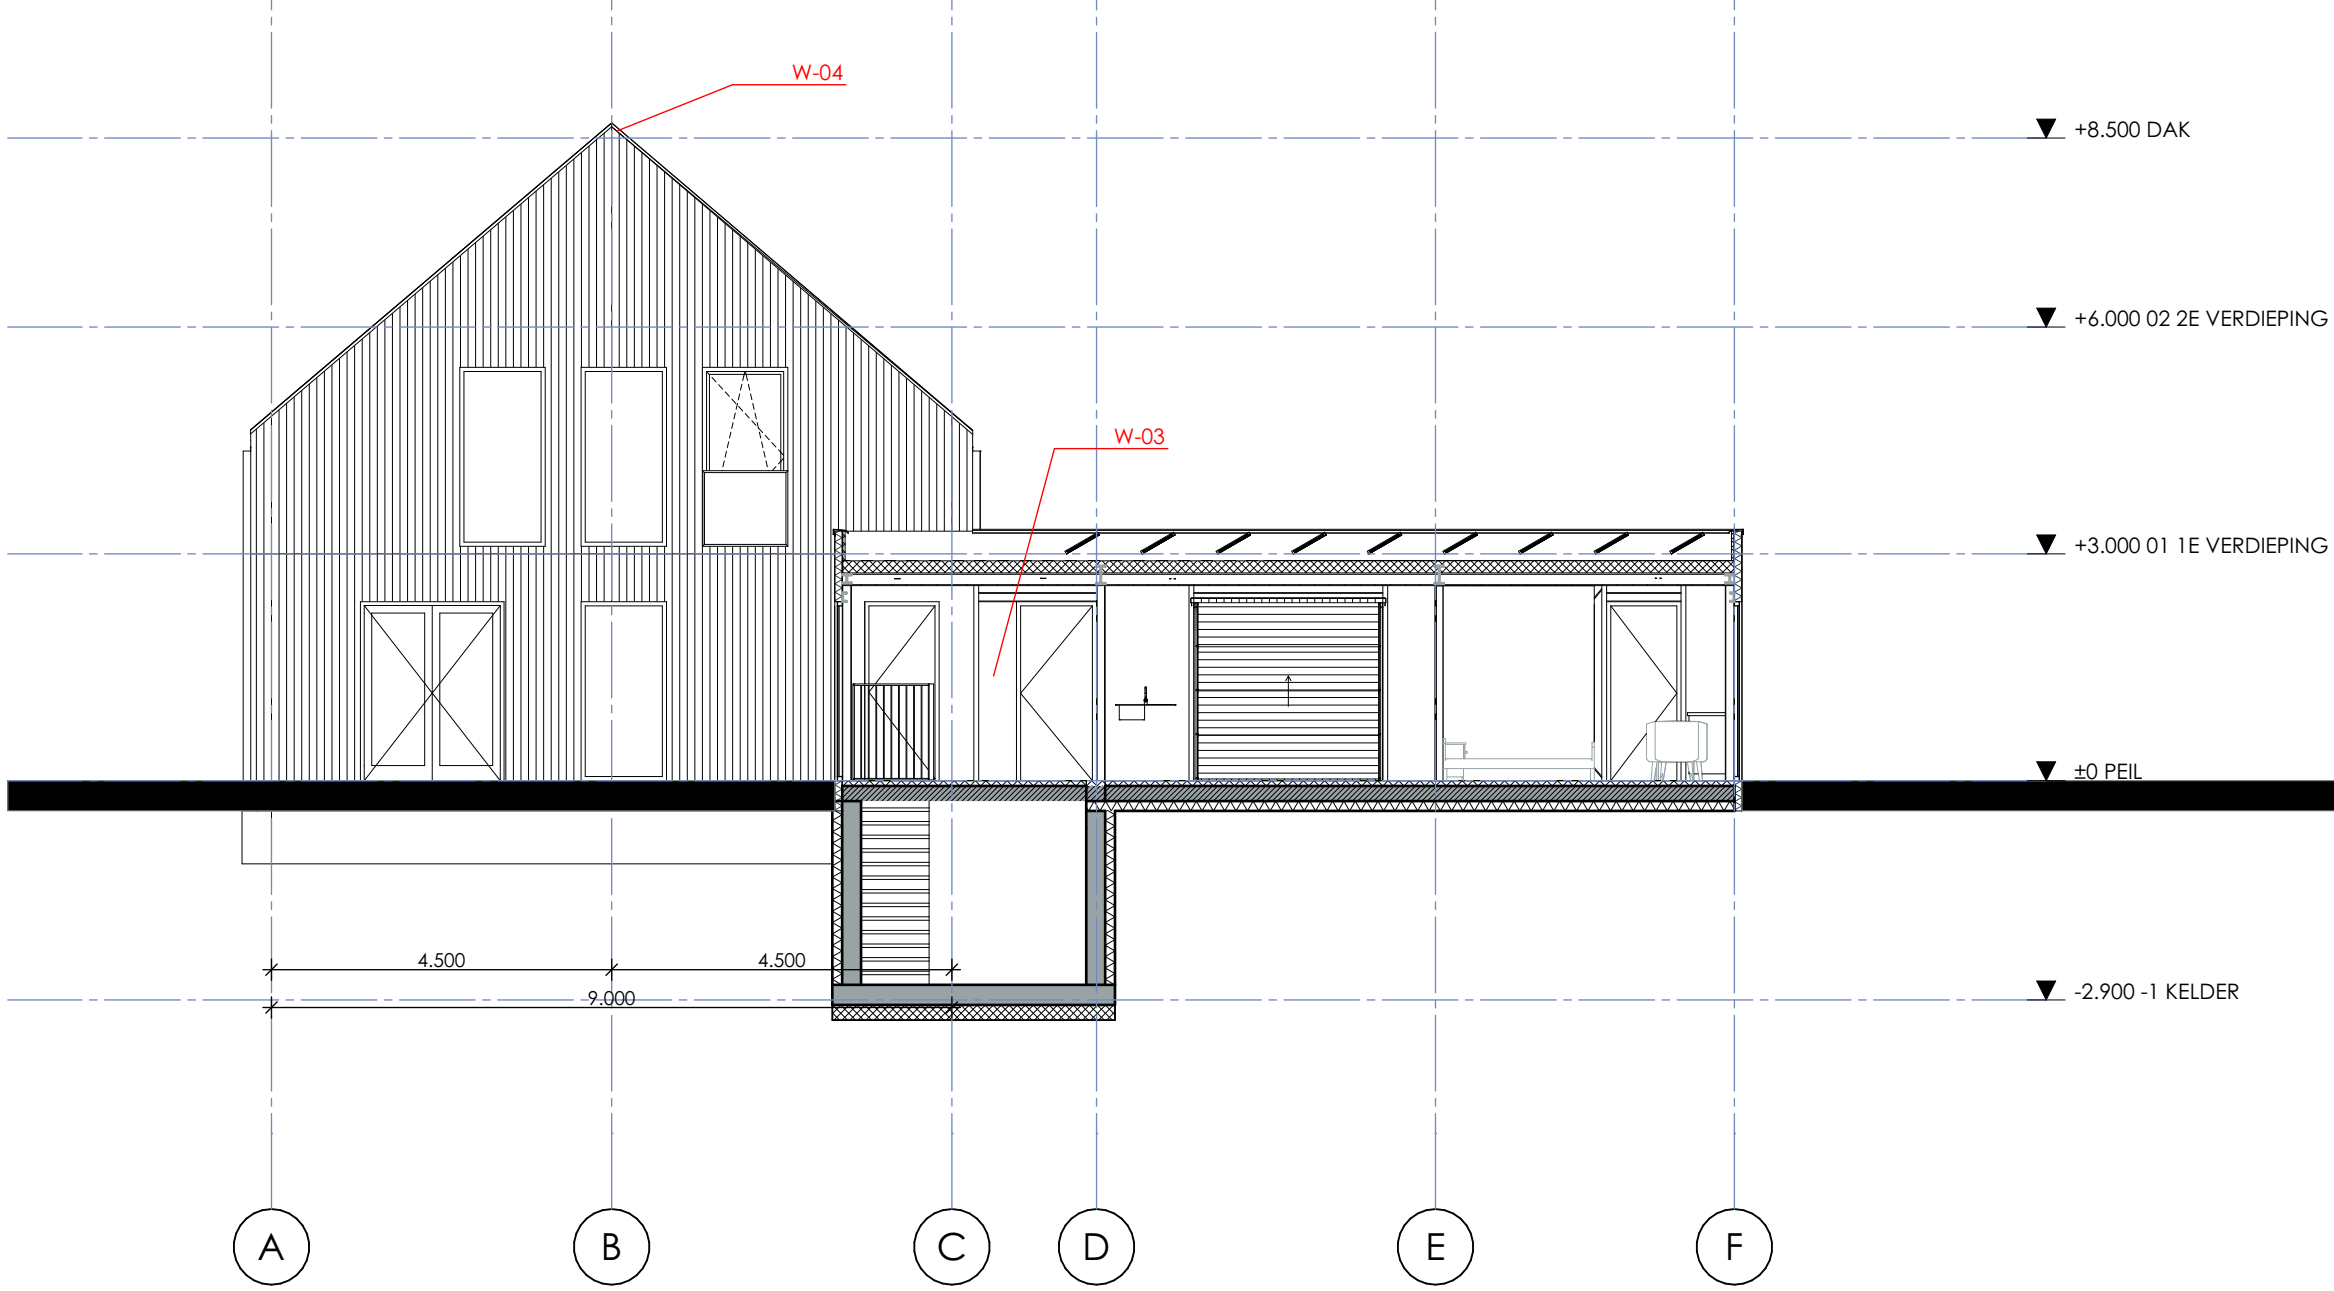 W-04
+8.500 DAK
+6.000 02 2E VERDIEPING
W-03
+3.000 01 1E VERDIEPING
±0 PEIL
4.500
4.500
9.000
-2.900 -1 KELDER
A
B
C
D
E
F